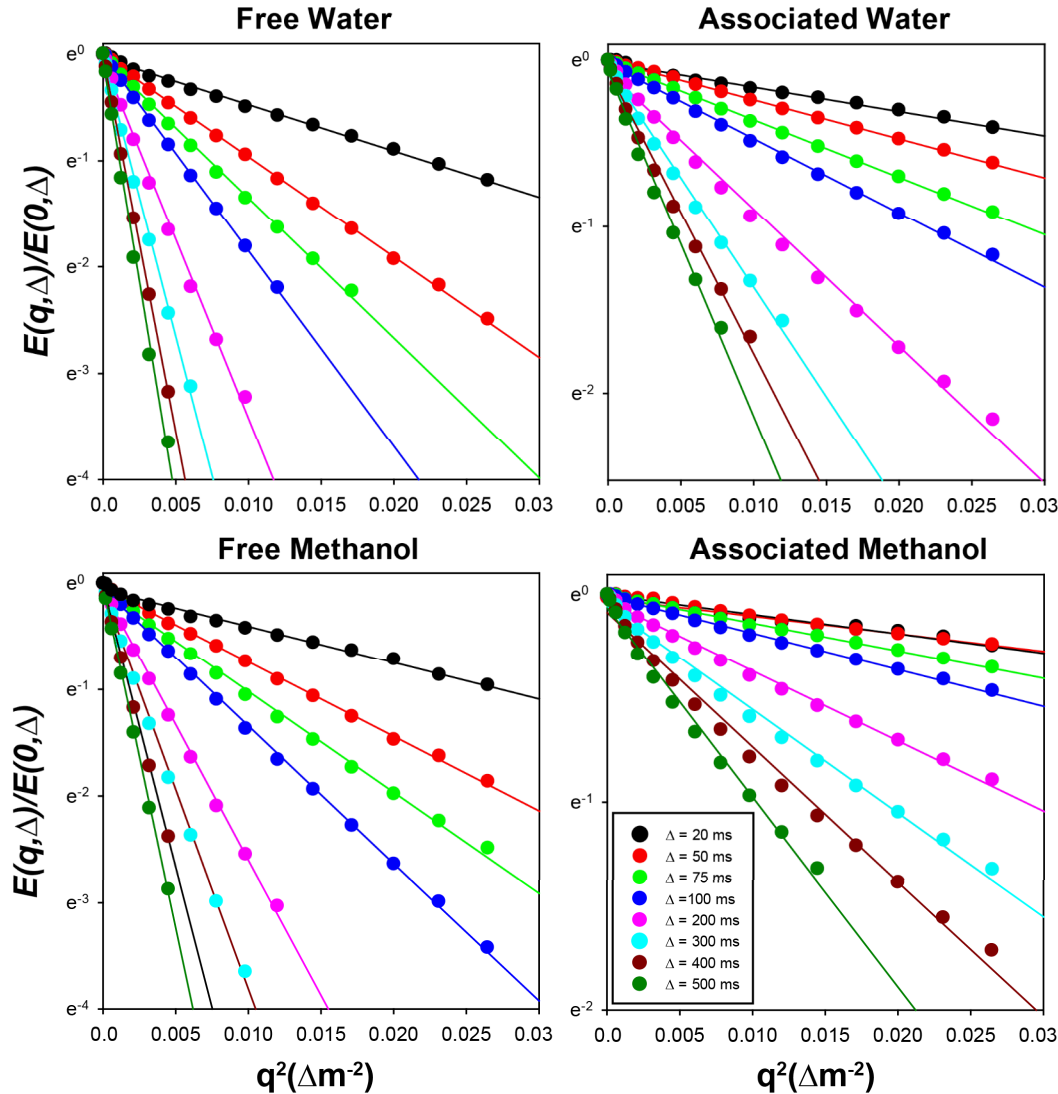 Free Water
Associated Water
E(q,Δ)/E(0,Δ)
e⁰
e⁻¹
e⁻²
e⁻³
e⁻⁴
0.000 0.005 0.010 0.015 0.020 0.025 0.03
e⁰
e⁻¹
e⁻²
0.000 0.005 0.010 0.015 0.020 0.025 0.03
Free Methanol
Associated Methanol
E(q,Δ)/E(0,Δ)
e⁰
e⁻¹
e⁻²
e⁻³
e⁻⁴
0.000 0.005 0.010 0.015 0.020 0.025 0.03
q²(Δm⁻²)
e⁰
e⁻¹
e⁻²
Δ = 20 ms
Δ = 50 ms
Δ = 75 ms
Δ =100 ms
Δ = 200 ms
Δ = 300 ms
Δ = 400 ms
Δ = 500 ms
0.000 0.005 0.010 0.015 0.020 0.025 0.03
q²(Δm⁻²)